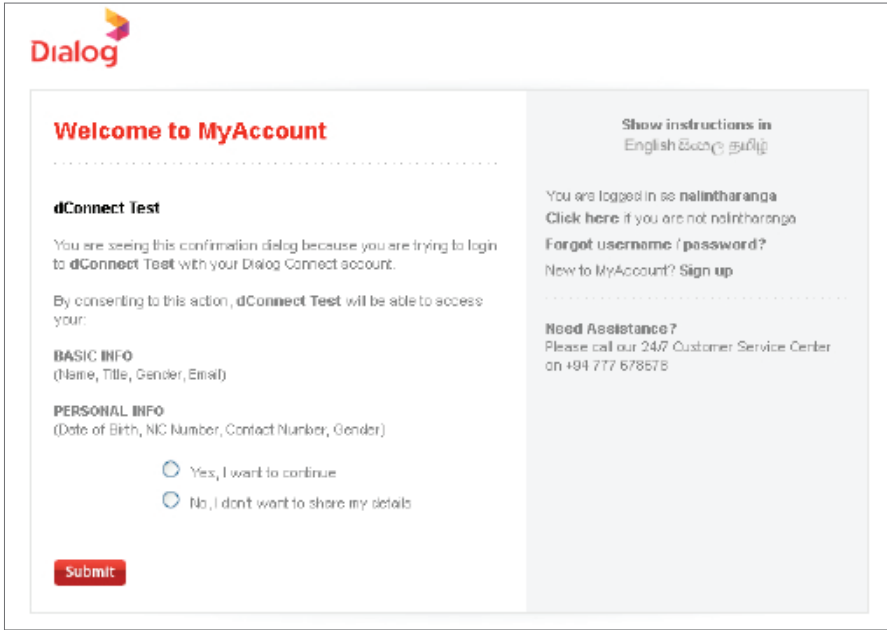 Dialog
Welcome to MyAccount
dConnect Test
You are seeing this confirmation dialog because you are trying to login
to dConnect Test with your Dialog Connect account.
By consenting to this action, dConnect Test will be able to access
your:
BASIC INFO
(Name, Title, Gender, Email)
PERSONAL INFO
(Date of Birth, NIC Number, Contact Number, Gender)
Yes, I want to continue
No, I don't want to share my details
Submit
Show instructions in
English සිංහල தமிழ்
You are logged in as nalintharanga
Click here if you are not nalintharanga
Forgot username / password?
New to MyAccount? Sign up
Need Assistance?
Please call our 24/7 Customer Service Center
on +94 777 678678